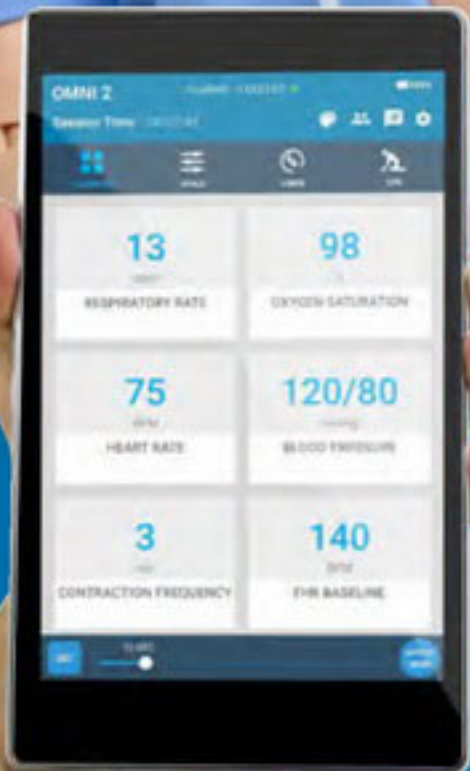 OMNI 2
Session Time
13
RESPIRATORY RATE
98
OXYGEN SATURATION
75
BPM
HEART RATE
120/80
mmHg
BLOOD PRESSURE
3
CONTRACTION FREQUENCY
140
BPM
FHR BASELINE